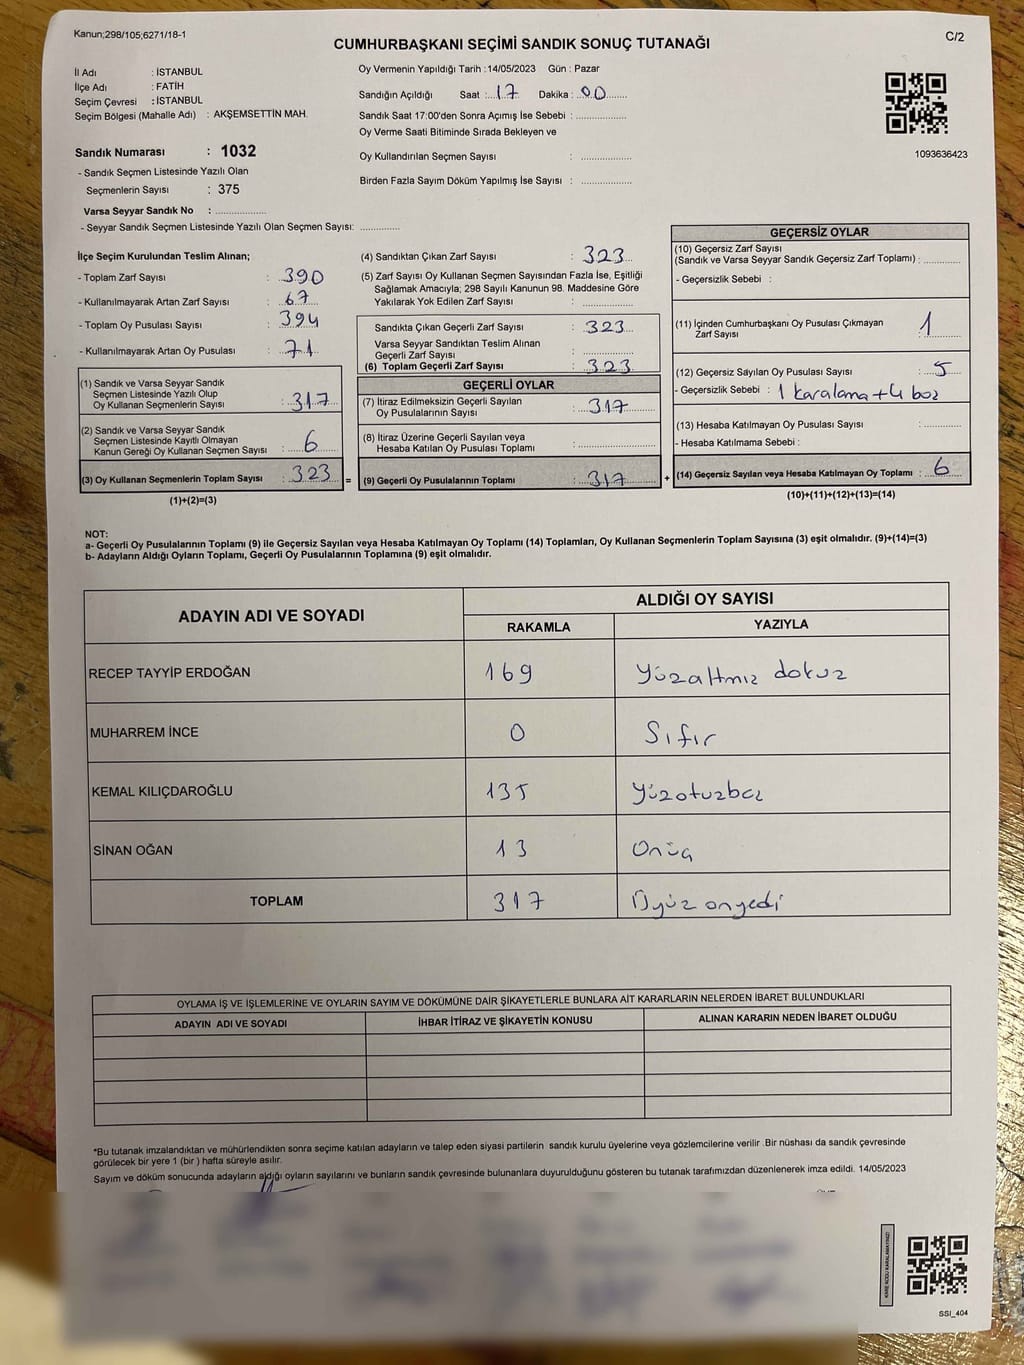 Kanun;298/105;6271/18-1
C/2
CUMHURBAŞKANI SEÇİMİ SANDIK SONUÇ TUTANAĞI
İl Adı : İSTANBUL
İlçe Adı : FATİH
Seçim Çevresi : İSTANBUL
Seçim Bölgesi (Mahalle Adı) : AKŞEMSETTİN MAH.
Sandık Numarası : 1032
- Sandık Seçmen Listesinde Yazılı Olan
Seçmenlerin Sayısı : 375
Varsa Seyyar Sandık No : ..................
- Seyyar Sandık Seçmen Listesinde Yazılı Olan Seçmen Sayısı: .............
Oy Vermenin Yapıldığı Tarih :14/05/2023 Gün : Pazar
Sandığın Açıldığı Saat : 17 Dakika : 00
Sandık Saat 17:00'den Sonra Açımış İse Sebebi : .................
Oy Verme Saati Bitiminde Sırada Bekleyen ve
Oy Kullandırılan Seçmen Sayısı : .................
Birden Fazla Sayım Döküm Yapılmış İse Sayısı : .................
1093636423
İlçe Seçim Kurulundan Teslim Alınan;
- Toplam Zarf Sayısı : 390
- Kullanılmayarak Artan Zarf Sayısı : 67
- Toplam Oy Pusulası Sayısı : 394
- Kullanılmayarak Artan Oy Pusulası : 71
(1) Sandık ve Varsa Seyyar Sandık
Seçmen Listesinde Yazılı Olup
Oy Kullanan Seçmenlerin Sayısı : 317
(2) Sandık ve Varsa Seyyar Sandık
Seçmen Listesinde Kayıtlı Olmayan
Kanun Gereği Oy Kullanan Seçmen Sayısı : 6
(3) Oy Kullanan Seçmenlerin Toplam Sayısı : 323 =
(1)+(2)=(3)
(4) Sandıktan Çıkan Zarf Sayısı : 323
(5) Zarf Sayısı Oy Kullanan Seçmen Sayısından Fazla İse, Eşitliği
Sağlamak Amacıyla; 298 Sayılı Kanunun 98. Maddesine Göre
Yakılarak Yok Edilen Zarf Sayısı : .................
Sandıkta Çıkan Geçerli Zarf Sayısı : 323
Varsa Seyyar Sandıktan Teslim Alınan
Geçerli Zarf Sayısı : .................
(6) Toplam Geçerli Zarf Sayısı : 323
GEÇERLİ OYLAR
(7) İtiraz Edilmeksizin Geçerli Sayılan
Oy Pusulalarının Sayısı : 317
(8) İtiraz Üzerine Geçerli Sayılan veya
Hesaba Katılan Oy Pusulası Toplamı : .................
(9) Geçerli Oy Pusulalarının Toplamı : 317 +
GEÇERSİZ OYLAR
(10) Geçersiz Zarf Sayısı
(Sandık ve Varsa Seyyar Sandık Geçersiz Zarf Toplamı) : .............
- Geçersizlik Sebebi :
(11) İçinden Cumhurbaşkanı Oy Pusulası Çıkmayan
Zarf Sayısı 1
(12) Geçersiz Sayılan Oy Pusulası Sayısı : 5
- Geçersizlik Sebebi : 1 karalama + 4 boz
(13) Hesaba Katılmayan Oy Pusulası Sayısı : .............
- Hesaba Katılmama Sebebi :
(14) Geçersiz Sayılan veya Hesaba Katılmayan Oy Toplamı : 6
(10)+(11)+(12)+(13)=(14)
NOT:
a- Geçerli Oy Pusulalarının Toplamı (9) ile Geçersiz Sayılan veya Hesaba Katılmayan Oy Toplamı (14) Toplamları, Oy Kullanan Seçmenlerin Toplam Sayısına (3) eşit olmalıdır. (9)+(14)=(3)
b- Adayların Aldığı Oyların Toplamı, Geçerli Oy Pusulalarının Toplamına (9) eşit olmalıdır.
ADAYIN ADI VE SOYADI
ALDIĞI OY SAYISI
RAKAMLA YAZIYLA
RECEP TAYYİP ERDOĞAN 169 Yüzaltmız dokuz
MUHARREM İNCE 0 Sıfır
KEMAL KILIÇDAROĞLU 135 Yüzotuzbeş
SİNAN OĞAN 13 Onüç
TOPLAM 317 Üçyüz onyedi
OYLAMA İŞ VE İŞLEMLERİNE VE OYLARIN SAYIM VE DÖKÜMÜNE DAİR ŞİKAYETLERLE BUNLARA AİT KARARLARIN NELERDEN İBARET BULUNDUKLARI
ADAYIN ADI VE SOYADI İHBAR İTİRAZ VE ŞİKAYETİN KONUSU ALINAN KARARIN NEDEN İBARET OLDUĞU
*Bu tutanak imzalandıktan ve mühürlendikten sonra seçime katılan adayların ve talep eden siyasi partilerin sandık kurulu üyelerine veya gözlemcilerine verilir .Bir nüshası da sandık çevresinde
görülecek bir yere 1 (bir ) hafta süreyle asılır.
Sayım ve döküm sonucunda adayların aldığı oyların sayılarını ve bunların sandık çevresinde bulunanlara duyurulduğunu gösteren bu tutanak tarafımızdan düzenlenerek imza edildi. 14/05/2023
KARE KODU KARALAMAYINIZ!
SSI_404